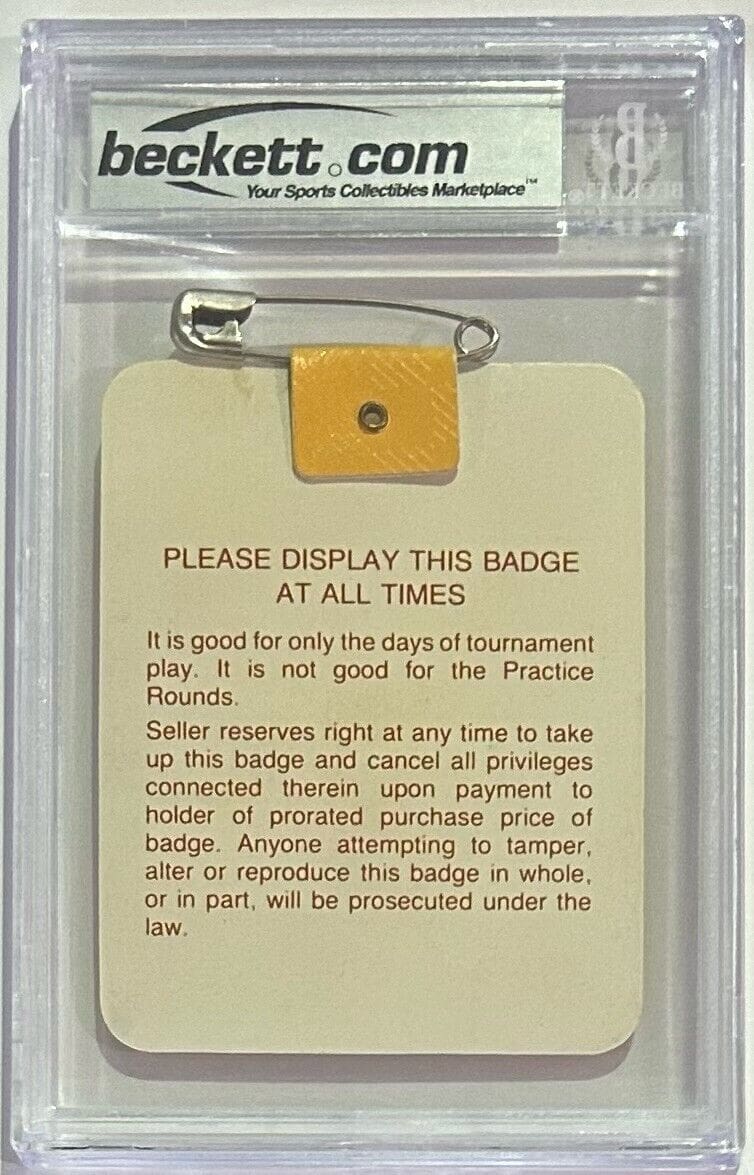 beckett.com
Your Sports Collectibles Marketplace™
PLEASE DISPLAY THIS BADGE
AT ALL TIMES
It is good for only the days of tournament
play. It is not good for the Practice
Rounds.
Seller reserves right at any time to take
up this badge and cancel all privileges
connected therein upon payment to
holder of prorated purchase price of
badge. Anyone attempting to tamper,
alter or reproduce this badge in whole,
or in part, will be prosecuted under the
law.